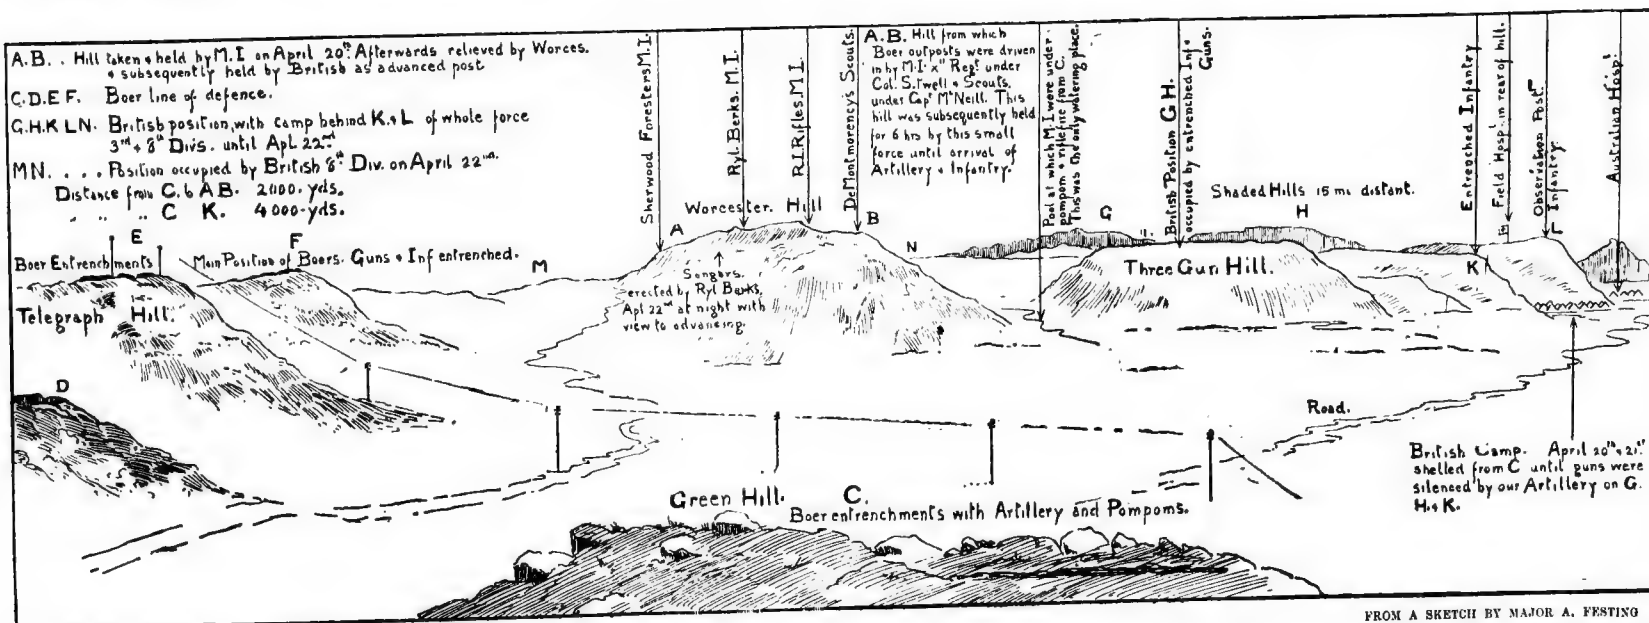 A.B. . Hill taken & held by M.I on April 20th Afterwards relieved by Worces.
& subsequently held by British as advanced post
C.D.E F. Boer line of defence.
G.H.K LN. British position, with camp behind K.& L of whole force
3rd & 8th Divs. until Apl. 22nd
MN. . . . Position occupied by British 8th Div. on April 22nd.
Distance from C. to AB. 2000. yds.
" " " C K. 4000-yds.
Sherwood Foresters M.I.
Ryl. Berks. M.I.
R.I Rifles M.I.
DeMontmorency's Scouts.
A.B. Hill from which
Boer outposts were driven
in by M.I. Regt under
Col. Sitwell & Scouts,
under Capt McNeill. This
hill was subsequently held
for 6 hrs by this small
force until arrival of
Artillery & Infantry.
Pool at which M.I were under
pompom & rifle fire from C.
This was the only watering place.
British Position G H.
occupied by entrenched Inf &
Guns.
Entrenched Infantry
Field Hospl in rear of hill.
Observation Post.
Infantry.
Australian Hospl
Shaded Hills 15 mi distant.
Worcester. Hill
A
B
N
G
H
K
L
E
F
M
Boer Entrenchments
Main Position of Boers. Guns & Inf entrenched.
Sangars.
erected by Ryl Berks,
Apl 22nd at night with
view to advancing.
Three Gun Hill.
Telegraph Hill.
D
Road.
British Camp. April 20th & 21st
shelled from C until guns were
silenced by our Artillery on G.
H.& K.
Green Hill. C.
Boer entrenchments with Artillery and Pompoms.
FROM A SKETCH BY MAJOR A. FESTING